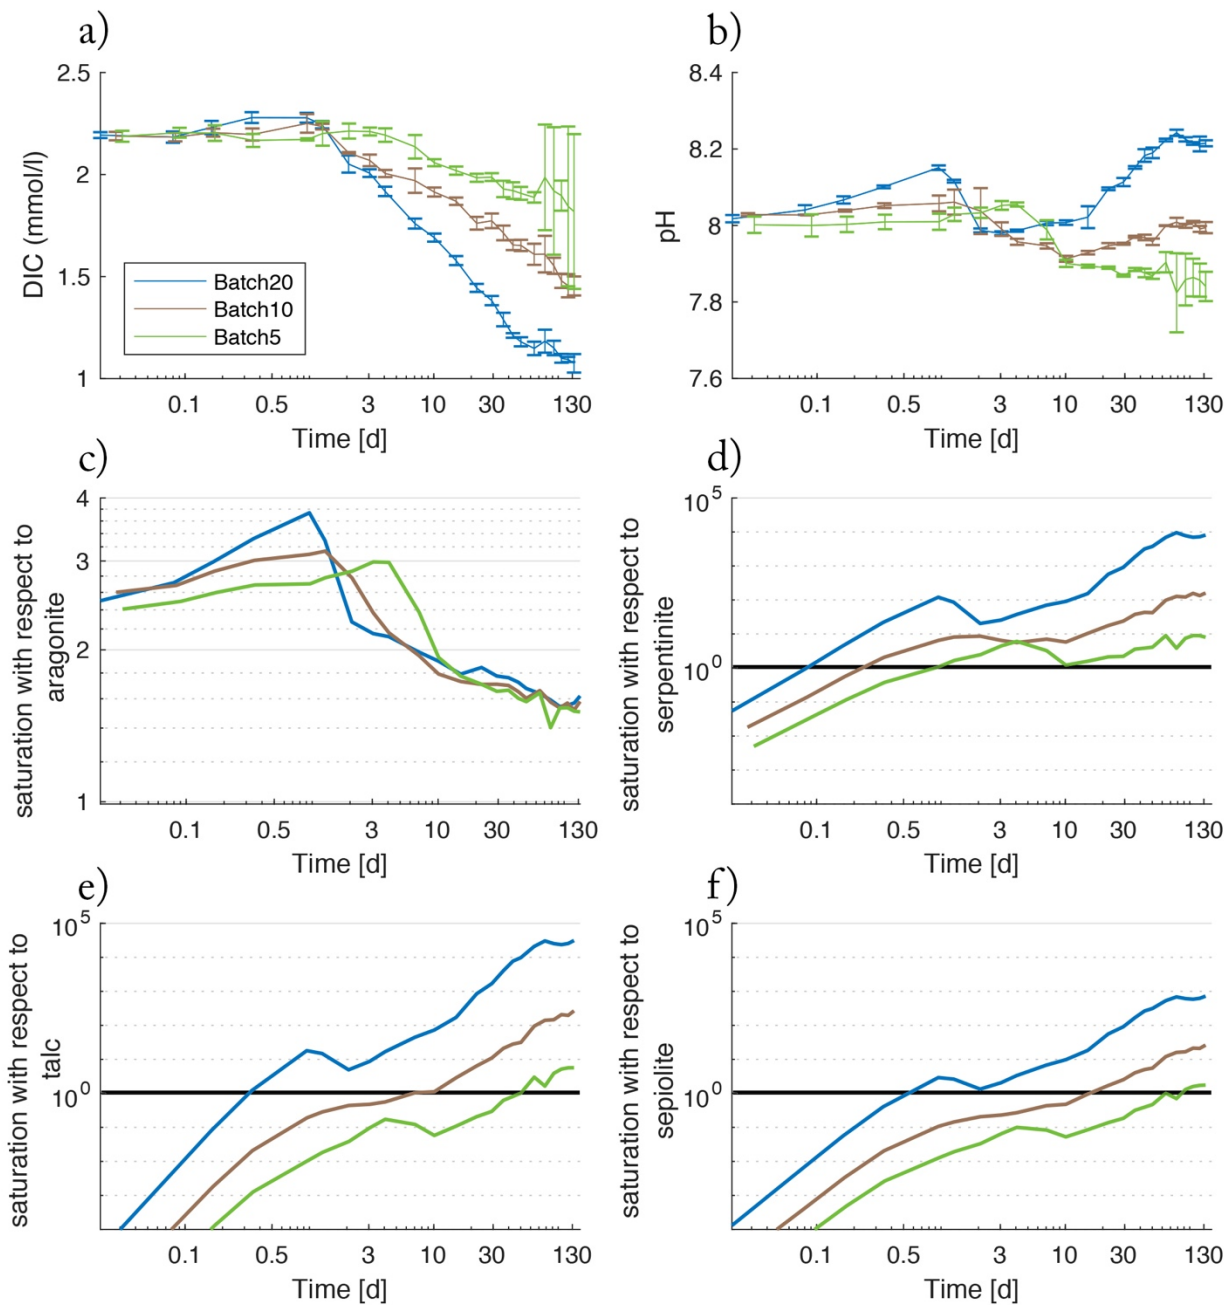 a)
2.5
2
1.5
1
DIC (mmol/l)
Batch20
Batch10
Batch5
0.1 0.5 3 10 30 130
Time [d]
b)
8.4
8.2
8
7.8
7.6
pH
0.1 0.5 3 10 30 130
Time [d]
c)
4
3
2
1
saturation with respect to
aragonite
0.1 0.5 3 10 30 130
Time [d]
d)
10^5
10^0
saturation with respect to
serpentinite
0.1 0.5 3 10 30 130
Time [d]
e)
10^5
10^0
saturation with respect to
talc
0.1 0.5 3 10 30 130
Time [d]
f)
10^5
10^0
saturation with respect to
sepiolite
0.1 0.5 3 10 30 130
Time [d]